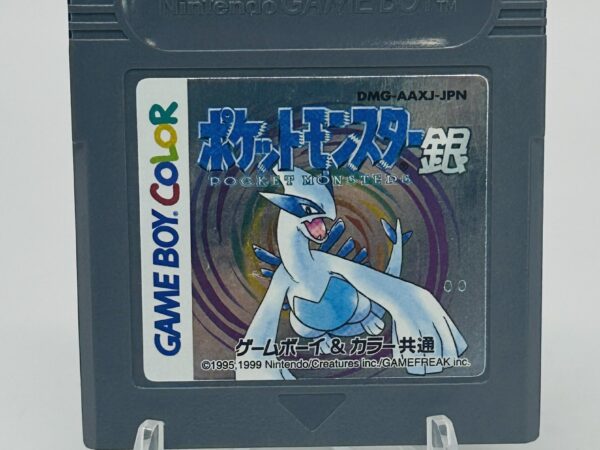 Nintendo GAME BOY™
DMG-AAXJ-JPN
GAME BOY COLOR
ポケットモンスター銀
POCKET MONSTERS
00
ゲームボーイ&カラー共通
©1995,1999 Nintendo/Creatures inc./GAMEFREAK inc.